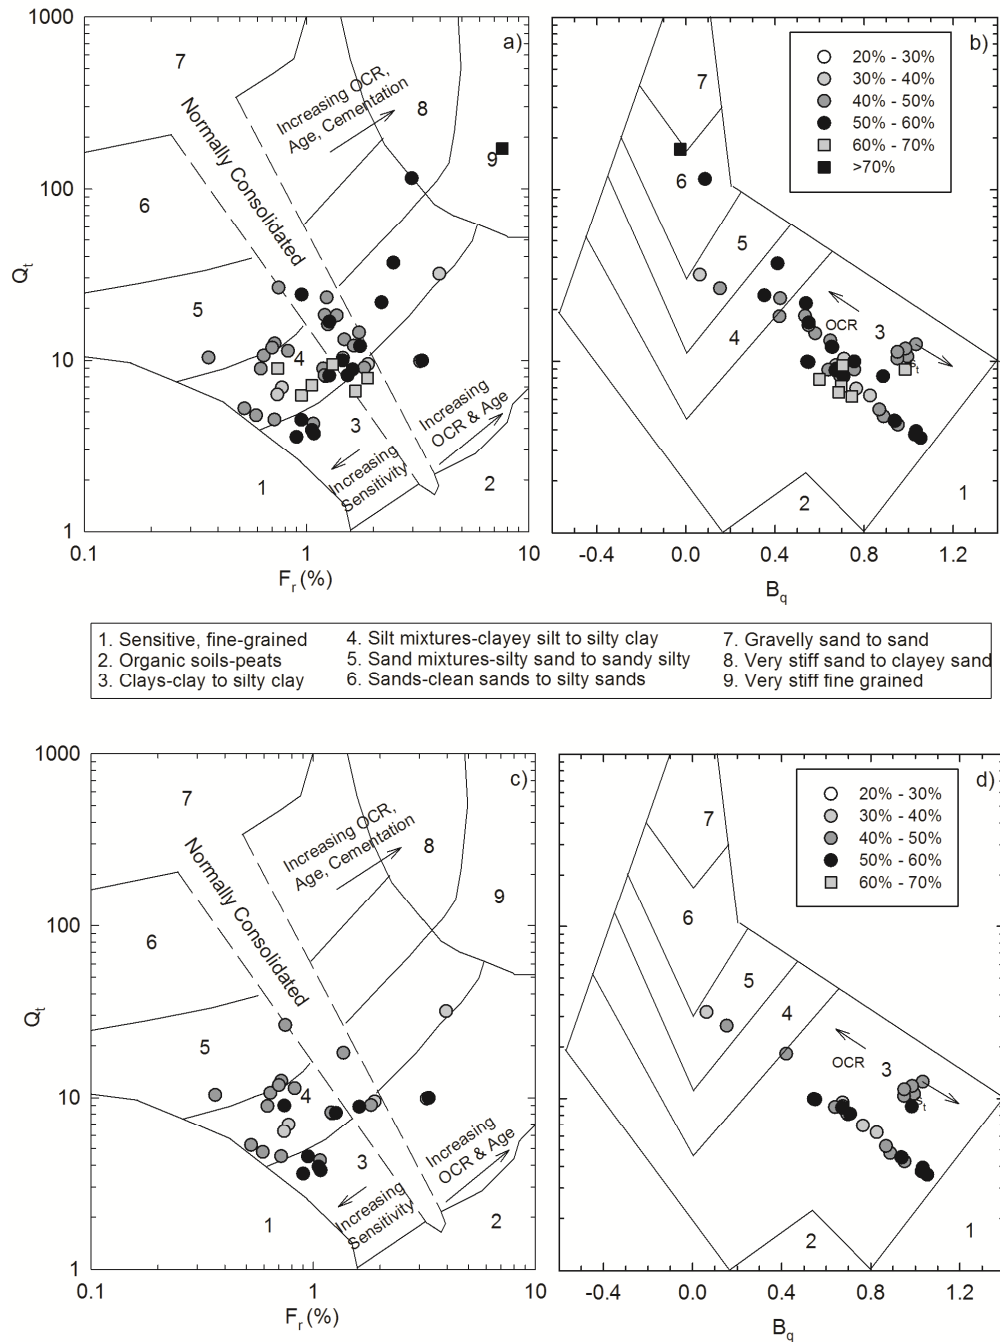 1000
100
10
1
Qt
0.1
1
10
Fr (%)
a)
7
8
9
6
5
4
3
1
2
Normally Consolidated
Increasing OCR,
Age, Cementation
Increasing
OCR & Age
Increasing
Sensitivity
b)
20% - 30%
30% - 40%
40% - 50%
50% - 60%
60% - 70%
>70%
7
6
5
4
3
2
1
OCR
St
-0.4
0.0
0.4
0.8
1.2
Bq
1. Sensitive, fine-grained
2. Organic soils-peats
3. Clays-clay to silty clay
4. Silt mixtures-clayey silt to silty clay
5. Sand mixtures-silty sand to sandy silty
6. Sands-clean sands to silty sands
7. Gravelly sand to sand
8. Very stiff sand to clayey sand
9. Very stiff fine grained
1000
100
10
1
Qt
0.1
1
10
Fr (%)
c)
7
8
9
6
5
4
3
1
2
Normally Consolidated
Increasing OCR,
Age, Cementation
Increasing
OCR & Age
Increasing
Sensitivity
d)
20% - 30%
30% - 40%
40% - 50%
50% - 60%
60% - 70%
7
6
5
4
3
2
1
OCR
St
-0.4
0.0
0.4
0.8
1.2
Bq